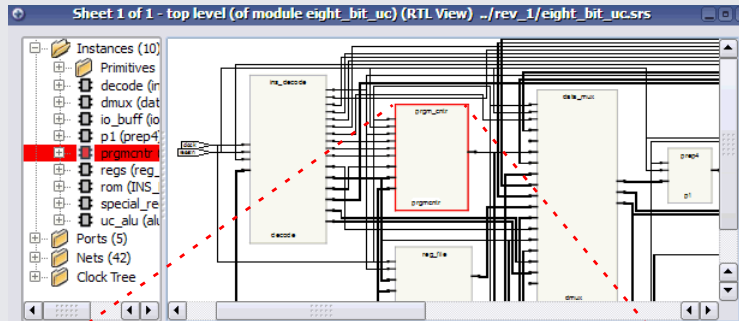 Sheet 1 of 1 - top level (of module eight_bit_uc) (RTL View) ../rev_1/eight_bit_uc.srs
Instances (10)
Primitives
decode (in
dmux (dat
io_buff (io
p1 (prep4
prgmcntr (
regs (reg_
rom (INS_
special_re
uc_alu (alu
Ports (5)
Nets (42)
Clock Tree
ins_decode
decode
prgm_cntr
prgmcntr
reg_file
data_mux
dmux
prep4
p1
clock